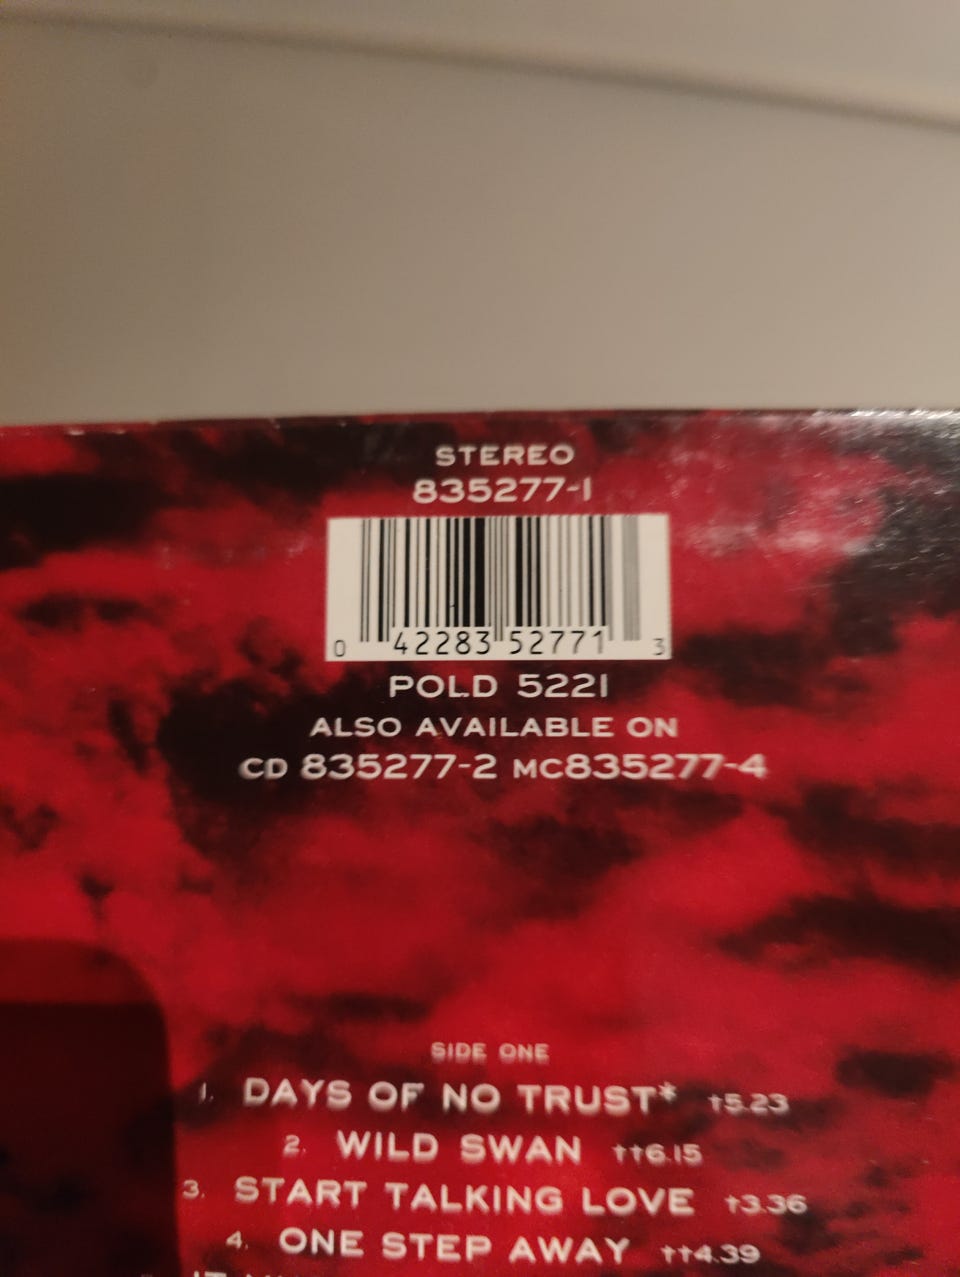 STEREO
835277-1
0 42283 52771 3
POLD 5221
ALSO AVAILABLE ON
CD 835277-2 MC835277-4
SIDE ONE
1. DAYS OF NO TRUST* †5.23
2. WILD SWAN ††6.15
3. START TALKING LOVE †3.36
4. ONE STEP AWAY ††4.39